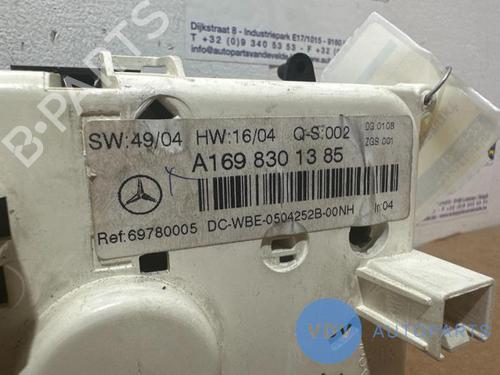 Dijkstraat 8 - Industriepark E17/1015 - 9160
T + 32 (0)9 340 53 53 - F + 32
info@autopartsvandevelde
B-PARTS
SW:49/04 HW:16/04 Q-S:002 DG:0108
ZGS:001
A169 830 13 85
Ref:69780005 DC-WBE-0504252B-00NH In:04
VDV AUTOPARTS